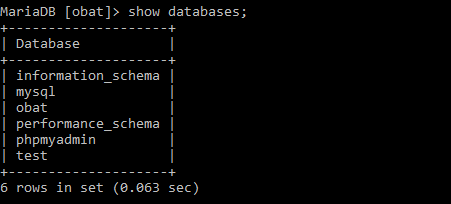 MariaDB [obat]> show databases;
+--------------------+
| Database           |
+--------------------+
| information_schema |
| mysql              |
| obat               |
| performance_schema |
| phpmyadmin         |
| test               |
+--------------------+
6 rows in set (0.063 sec)